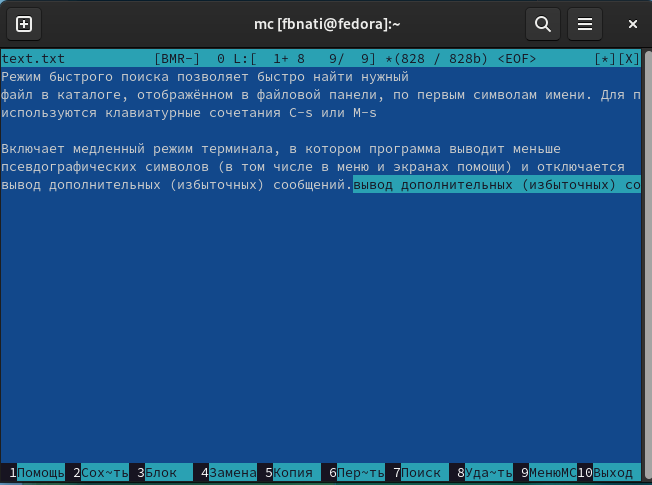 mc [fbnati@fedora]:~
text.txt [BMR-] 0 L:[ 1+ 8 9/ 9] *(828 / 828b) <EOF> [*][X]
Режим быстрого поиска позволяет быстро найти нужный
файл в каталоге, отображённом в файловой панели, по первым символам имени. Для п
используются клавиатурные сочетания C-s или M-s
Включает медленный режим терминала, в котором программа выводит меньше
псевдографических символов (в том числе в меню и экранах помощи) и отключается
вывод дополнительных (избыточных) сообщений.вывод дополнительных (избыточных) со
1Помощь 2Сох~ть 3Блок 4Замена 5Копия 6Пер~ть 7Поиск 8Уда~ть 9МенюMC 10Выход